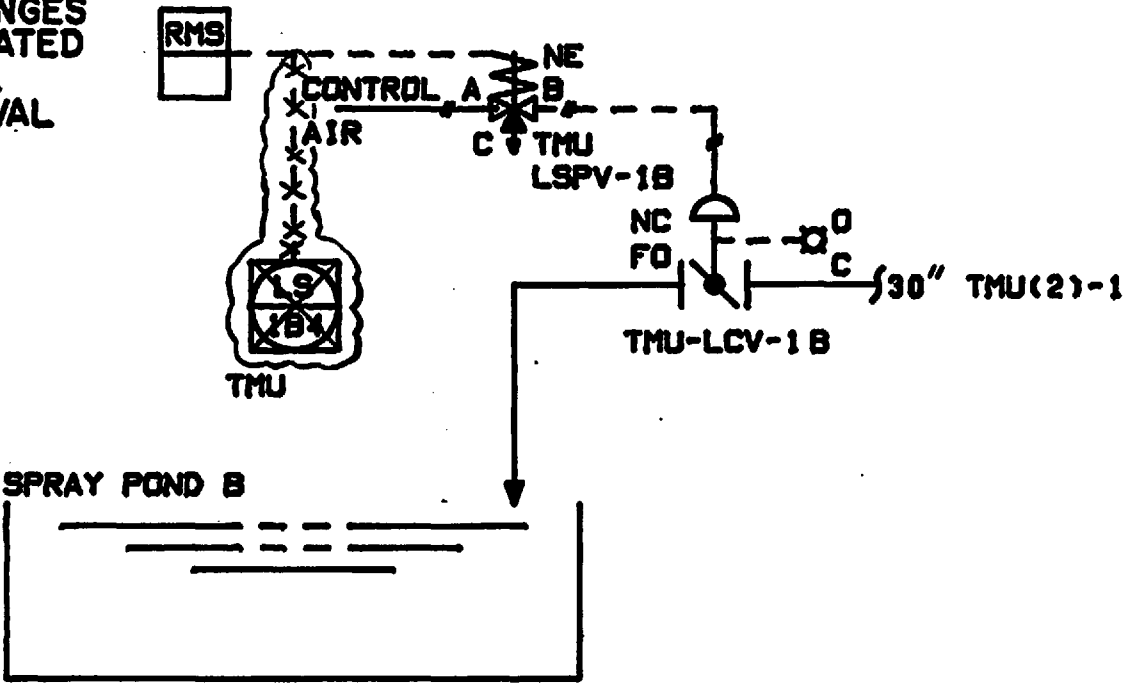 NGES
ATED
VAL
RMS
NE
CONTROL A B
AIR
C TMU
LSPV-1B
NC
FO
O
C
30" TMU(2)-1
LS
1B4
TMU-LCV-1B
TMU
SPRAY POND B